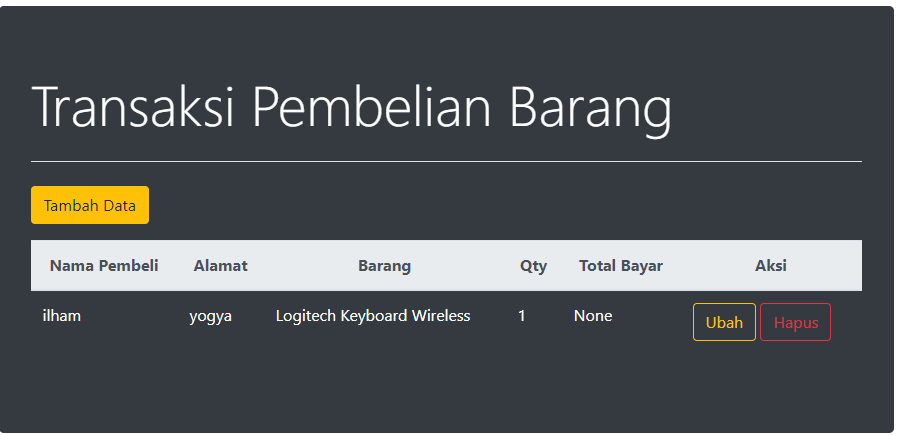 Transaksi Pembelian Barang
Tambah Data
Nama Pembeli Alamat Barang Qty Total Bayar Aksi
ilham yogya Logitech Keyboard Wireless 1 None Ubah Hapus